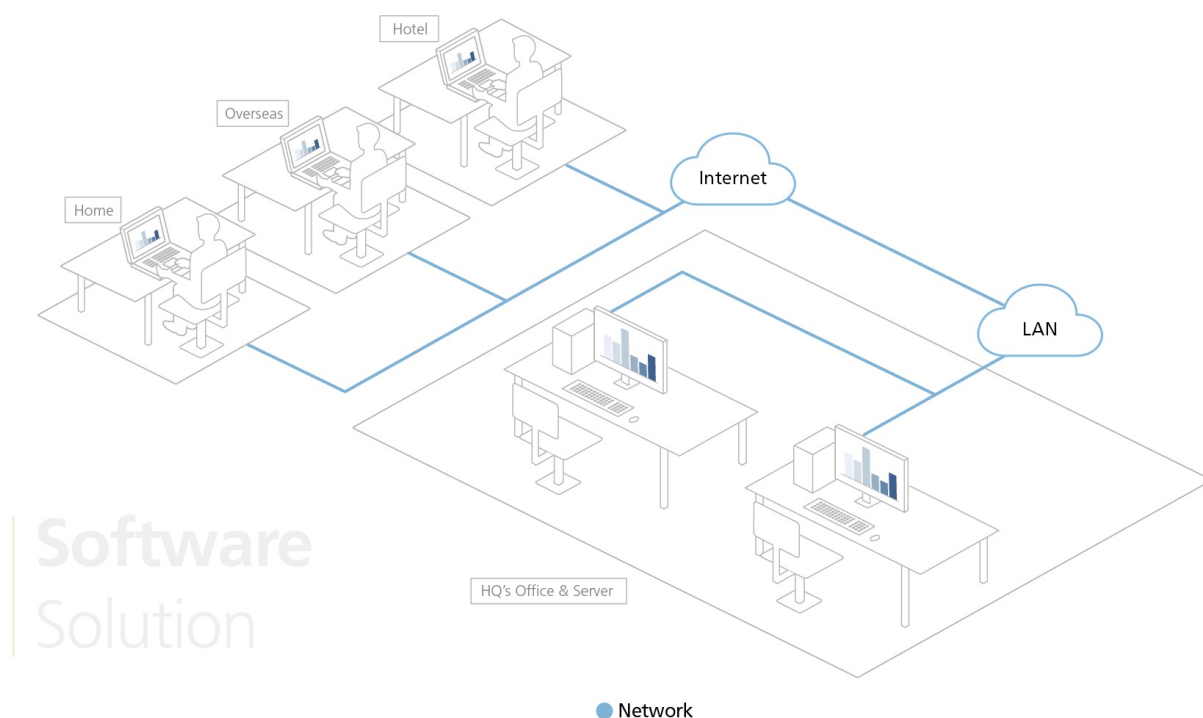 Hotel
Overseas
Home
Internet
LAN
HQ's Office & Server
Software
Solution
Network